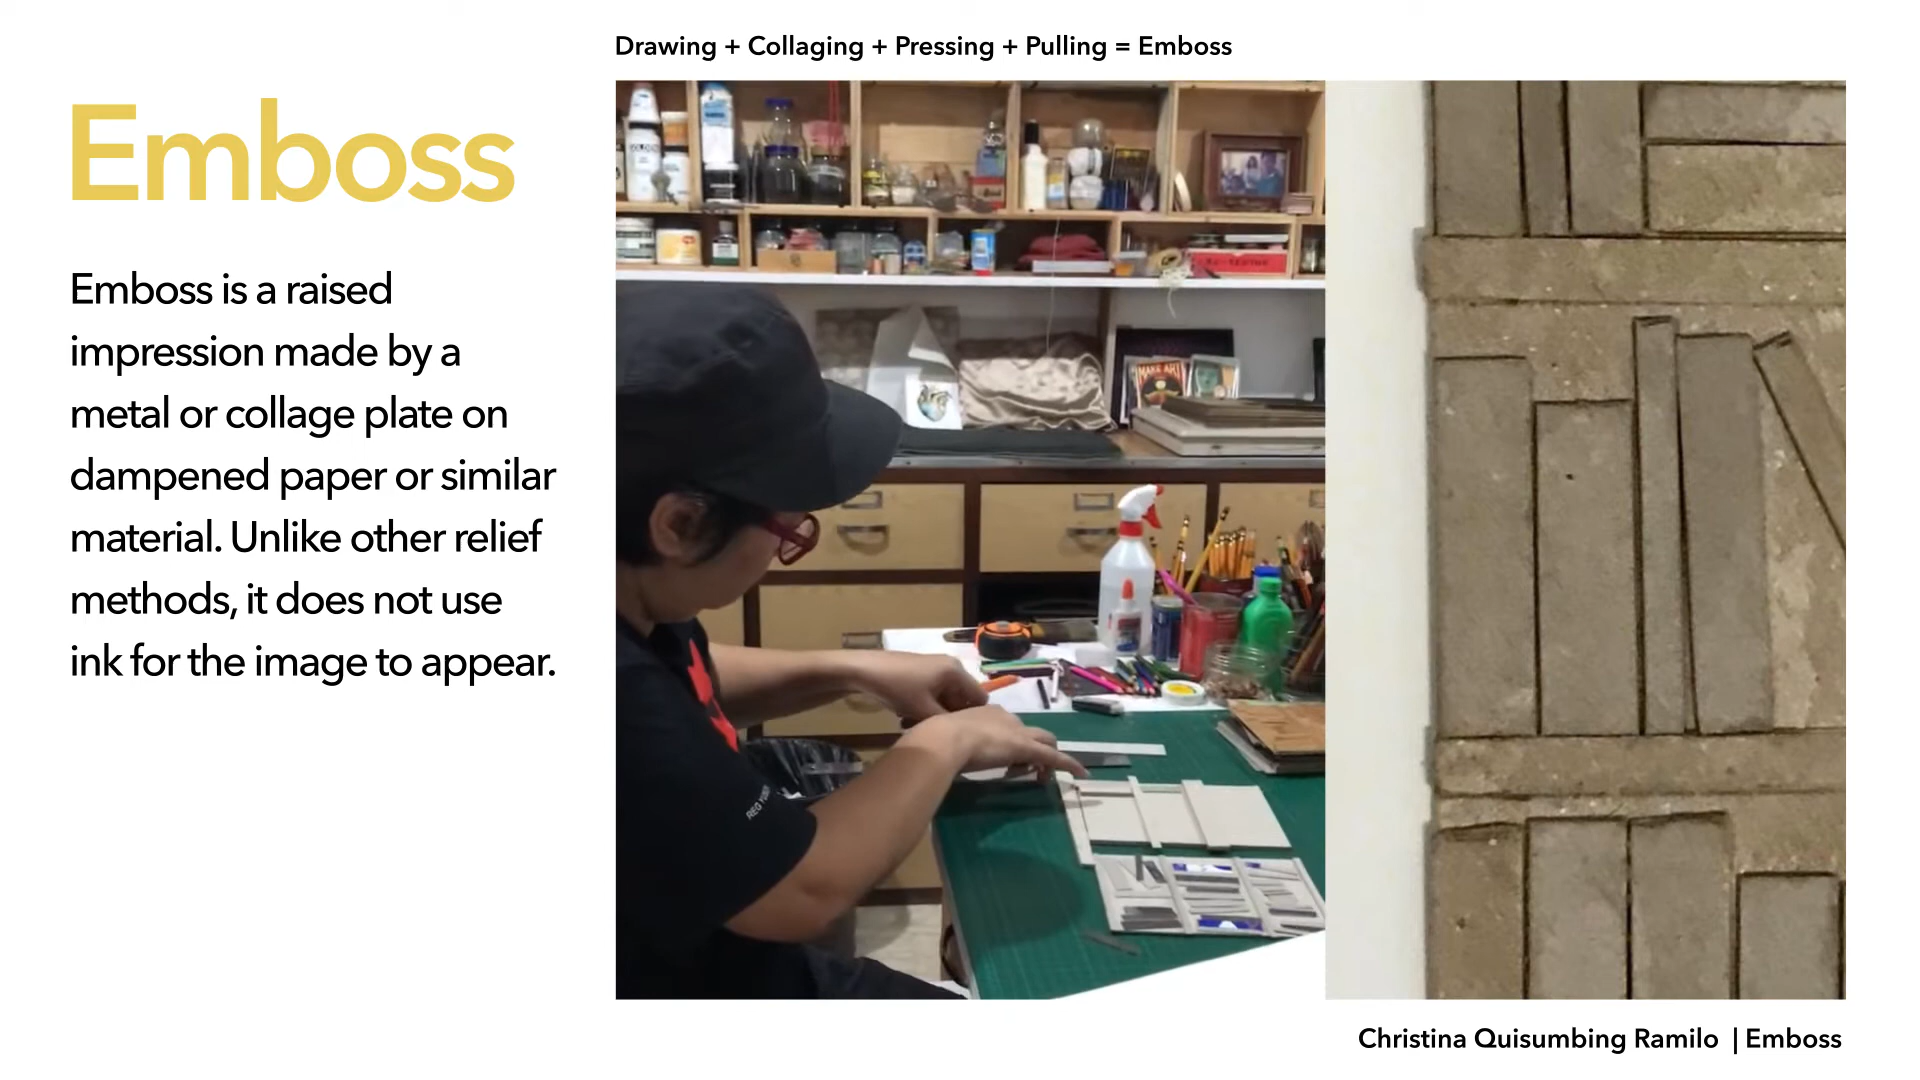 Drawing + Collaging + Pressing + Pulling = Emboss
Emboss
Emboss is a raised
impression made by a
metal or collage plate on
dampened paper or similar
material. Unlike other relief
methods, it does not use
ink for the image to appear.
MAKE ART
Christina Quisumbing Ramilo | Emboss